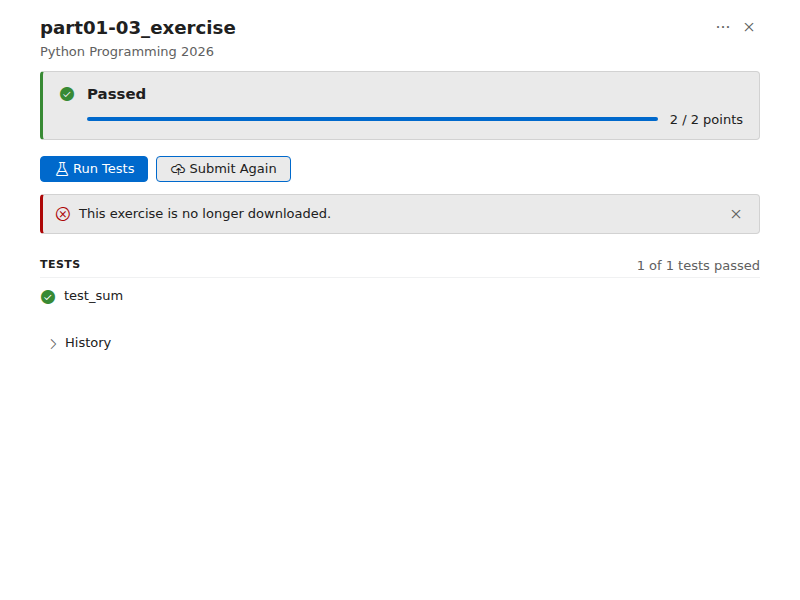 part01-03_exercise
Python Programming 2026
Passed
2 / 2 points
Run Tests
Submit Again
This exercise is no longer downloaded.
TESTS
1 of 1 tests passed
test_sum
History